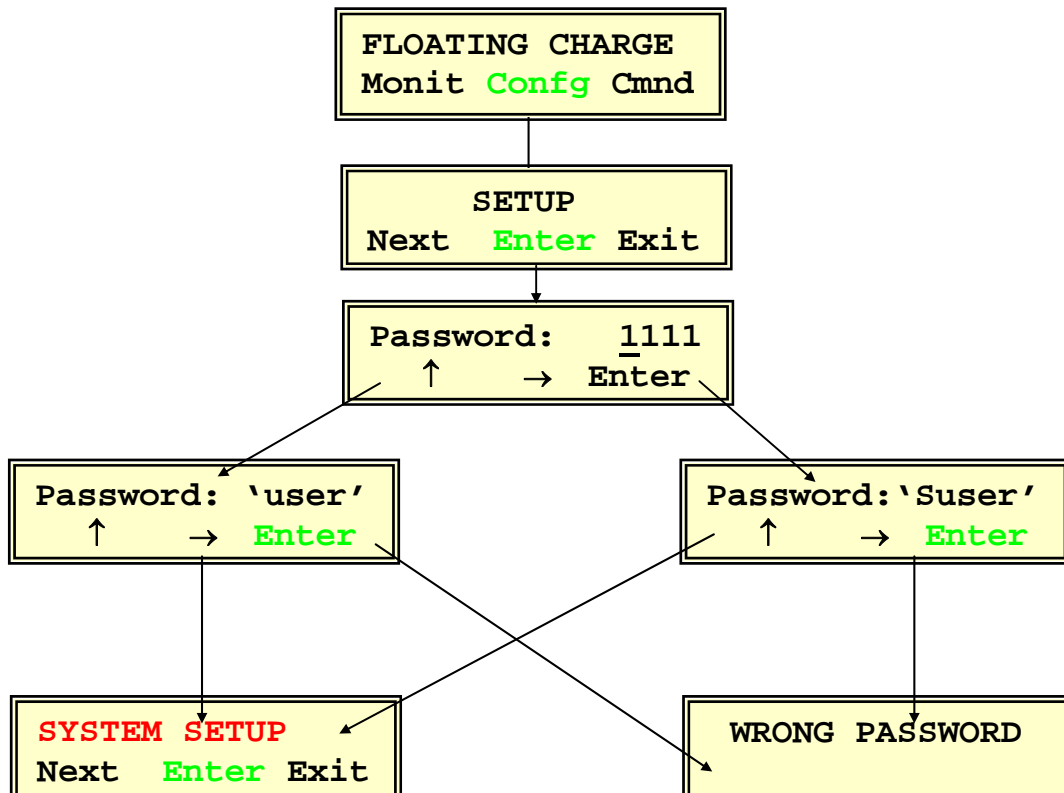 FLOATING CHARGE
Monit Confg Cmnd
SETUP
Next Enter Exit
Password: 1111
↑ → Enter
Password: ‘user’
↑ → Enter
Password:‘Suser’
↑ → Enter
SYSTEM SETUP
Next Enter Exit
WRONG PASSWORD